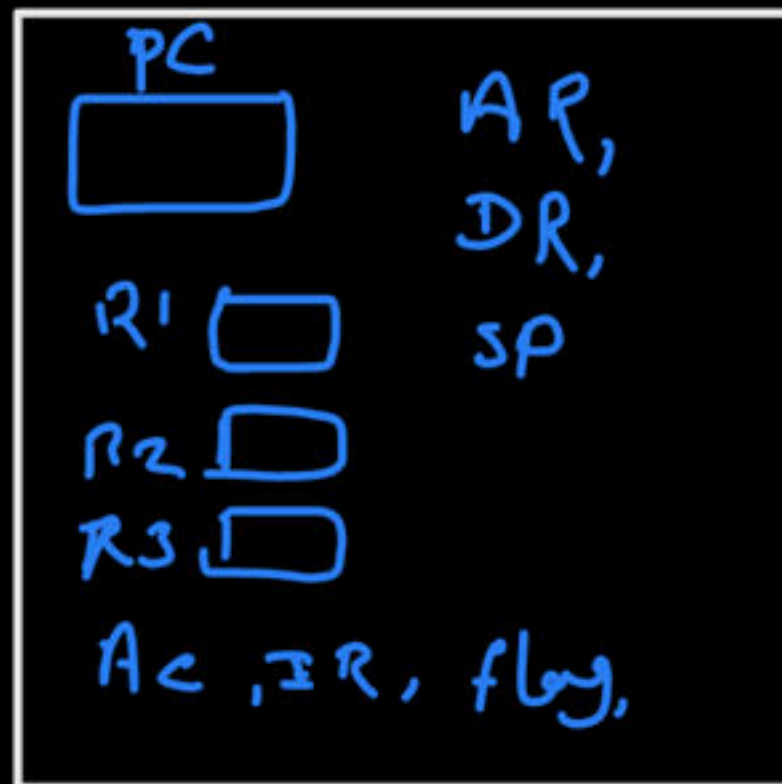 PC
AR,
DR,
R1
SP
R2
R3
AC, IR, flag,